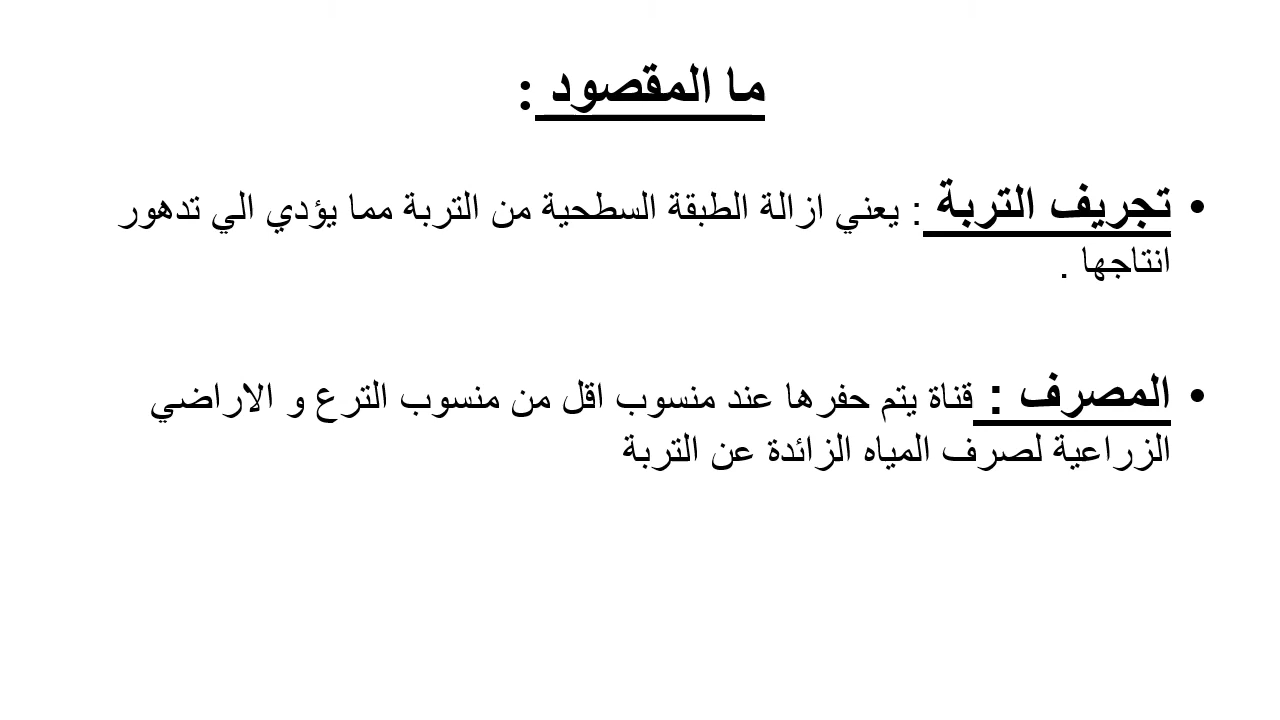 ما المقصود :
• تجريف التربة : يعني ازالة الطبقة السطحية من التربة مما يؤدي الي تدهور
انتاجها .
• المصرف : قناة يتم حفرها عند منسوب اقل من منسوب الترع و الاراضي
الزراعية لصرف المياه الزائدة عن التربة